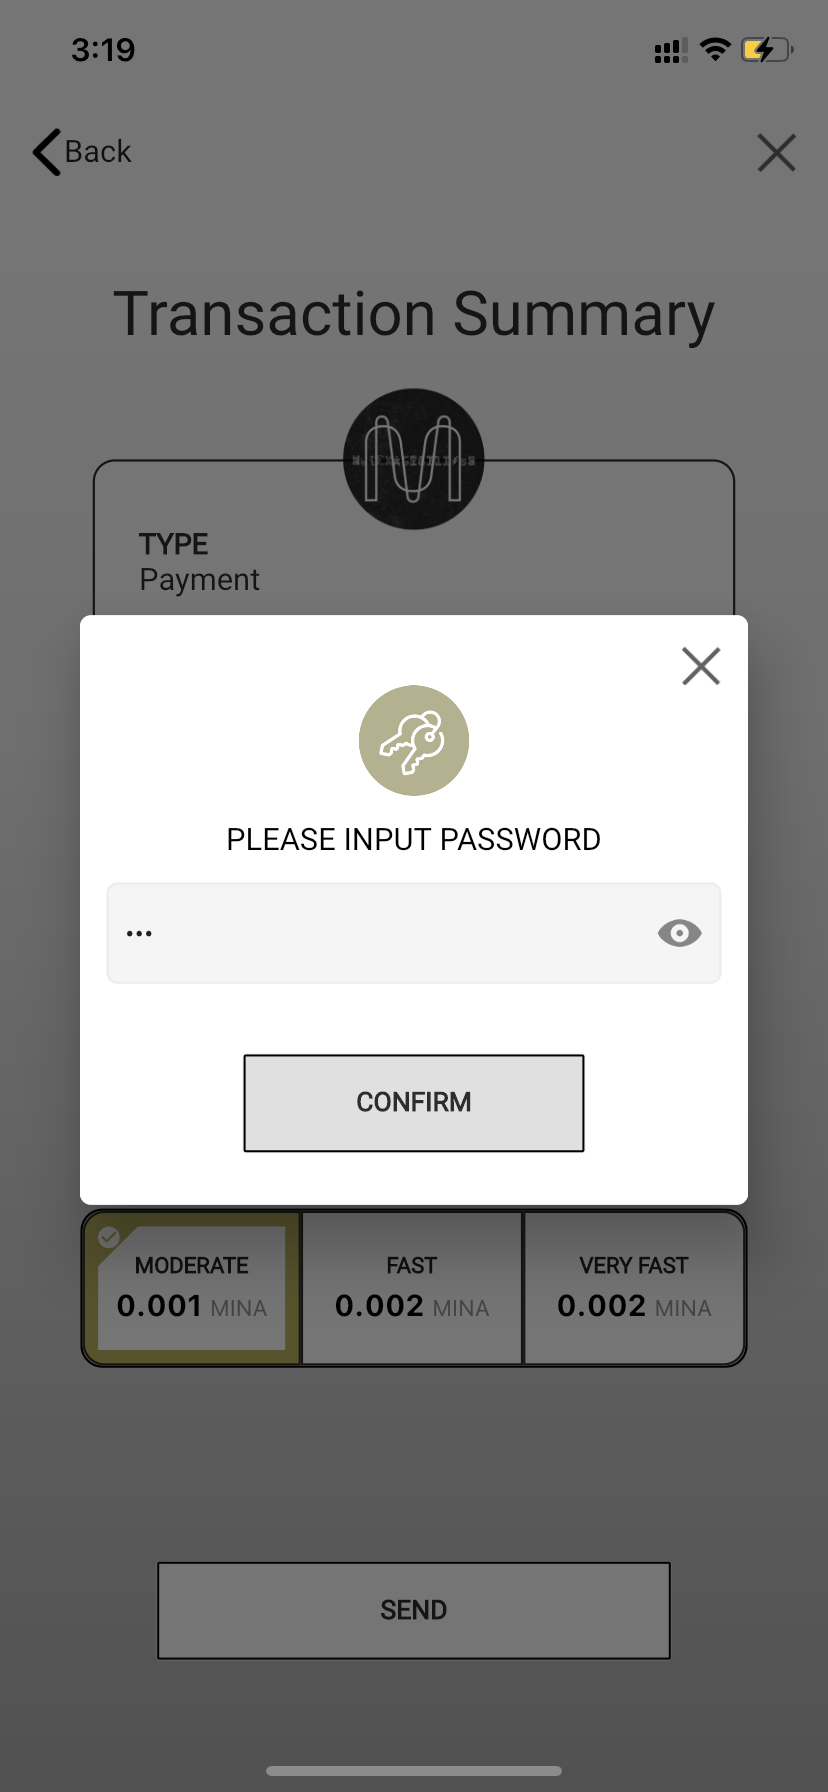 3:19
Back
Transaction Summary
TYPE
Payment
PLEASE INPUT PASSWORD
•••
CONFIRM
MODERATE
0.001 MINA
FAST
0.002 MINA
VERY FAST
0.002 MINA
SEND